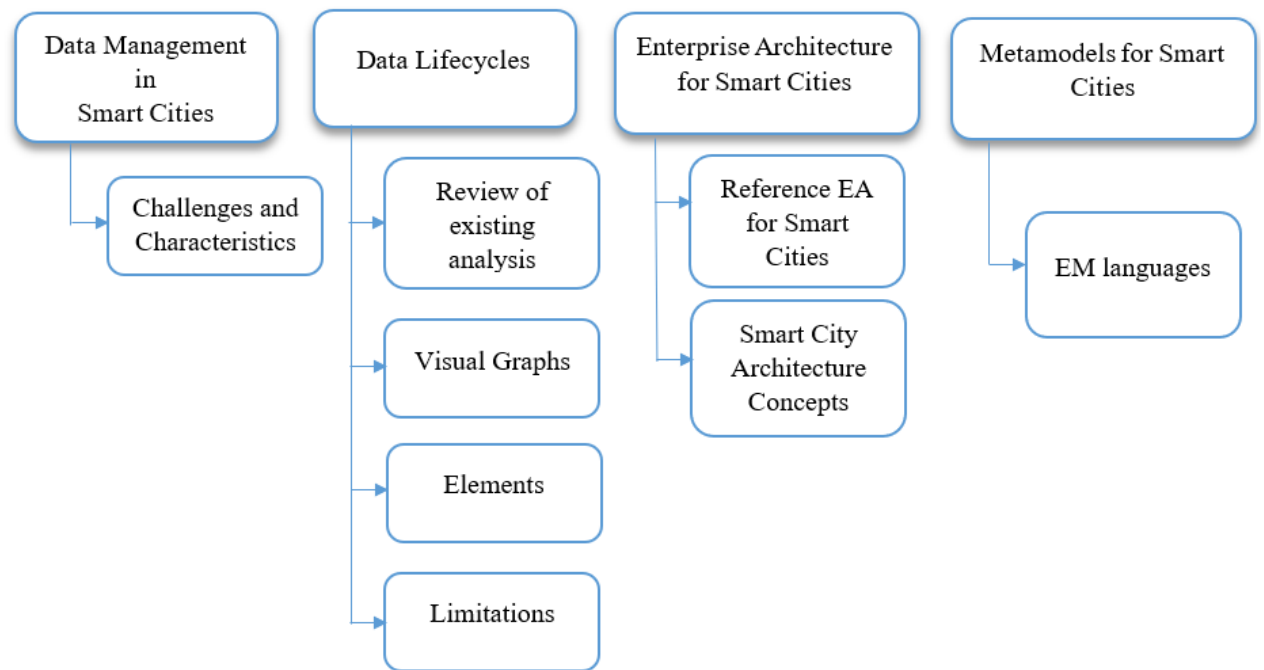 Data Management
in
Smart Cities
Challenges and
Characteristics
Data Lifecycles
Review of
existing
analysis
Visual Graphs
Elements
Limitations
Enterprise Architecture
for Smart Cities
Reference EA
for Smart
Cities
Smart City
Architecture
Concepts
Metamodels for Smart
Cities
EM languages